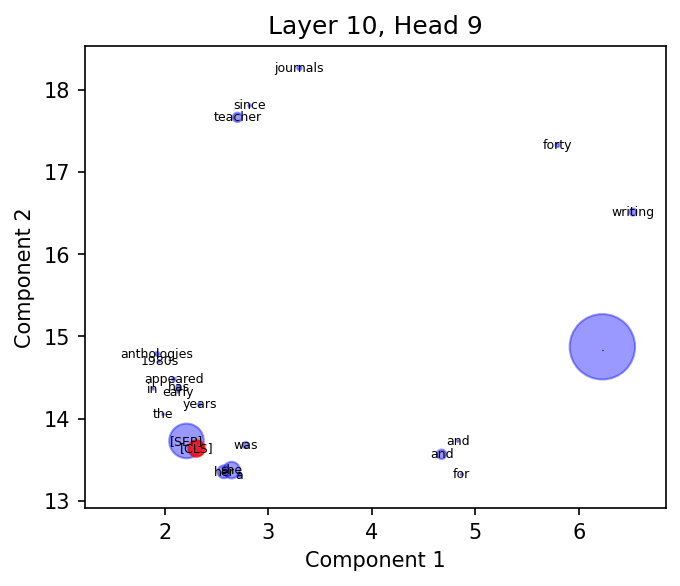 Layer 10, Head 9
journals
since
teacher
forty
writing
.
anthologies
1980s
appeared
in
has
early
years
the
[SEP]
[CLS]
was
and
and
for
her
she
a
18
17
16
15
14
13
Component 2
2 3 4 5 6
Component 1